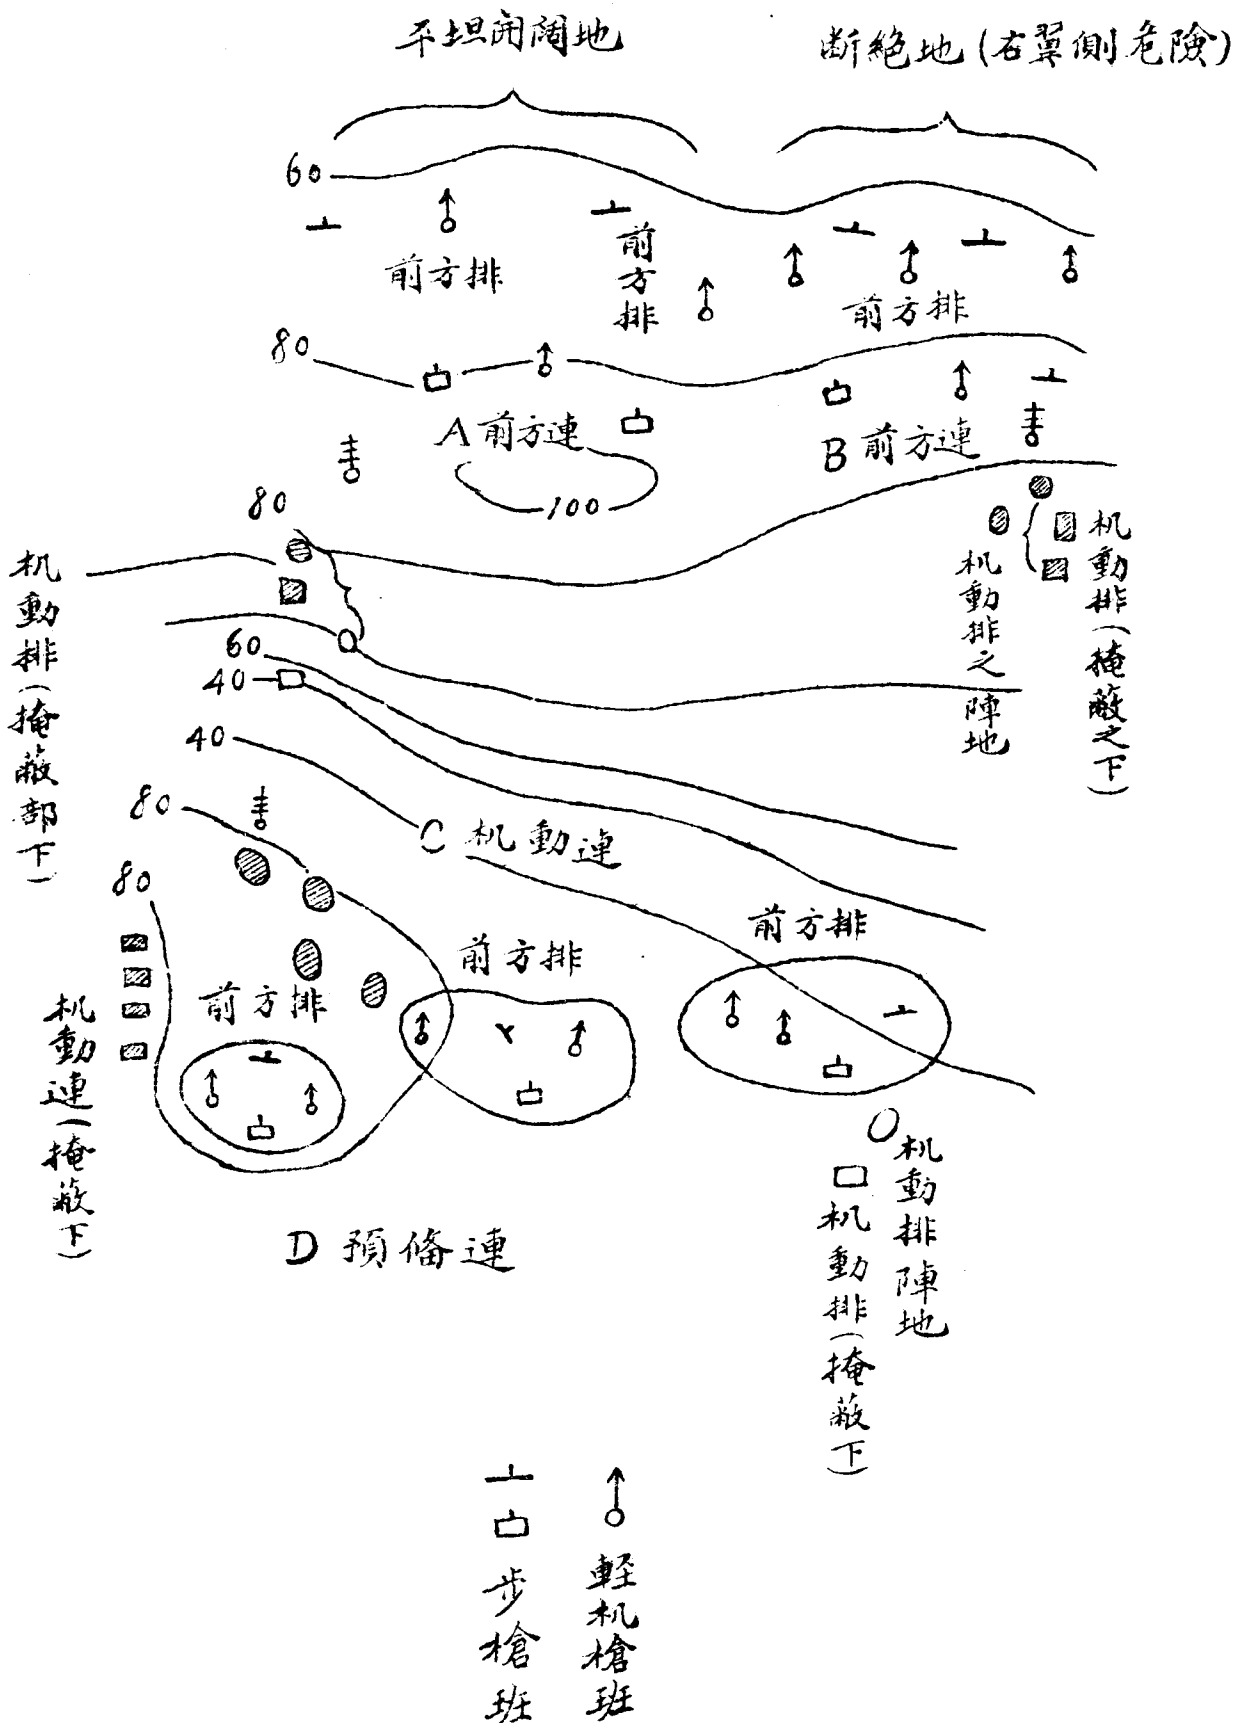 平坦開闊地
断絕地(右翼側危險)
60
前方排
前方排
前方排
80
A前方連
B前方連
100
80
机動排(掩蔽部下)
机動排之陣地
机動排(掩蔽之下)
60
40
40
80
C机動連
80
前方排
前方排
前方排
机動連(掩蔽下)
D預備連
机動排陣地
机動排(掩蔽下)
步槍班
軽机槍班